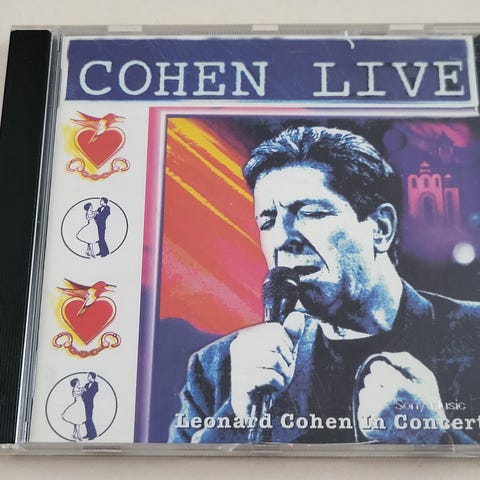 COHEN LIVE
Sony Music
Leonard Cohen In Concert